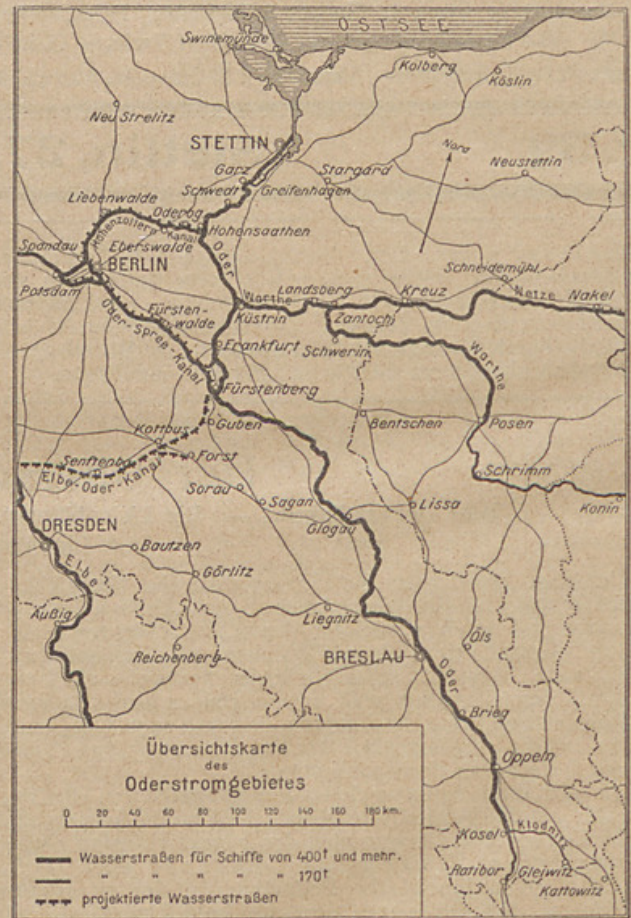 OSTSEE
Swinemünde
Kolberg
Köslin
Neu Strelitz
STETTIN
Nord
Garz
Stargard
Neustettin
Schwedt
Greifenhagen
Liebenwalde
Oderbg
Hohenzollern Kanal
Hohensaathen
Spandau
Eberswalde
BERLIN
Oder
Schneidemühl
Potsdam
Landsberg
Kreuz
Netze
Nakel
Warthe
Küstrin
Zantoch
Fürsten-
walde
Oder-Spree-Kanal
Frankfurt
Schwerin
Warthe
Fürstenberg
Guben
Bentschen
Posen
Kottbus
Senftenbg
Forst
Elbe-Oder-Kanal
Schrimm
Sorau
Sagan
Lissa
Konin
Glogau
DRESDEN
Bautzen
Elbe
Görlitz
Außig
Liegnitz
Reichenberg
BRESLAU
Öls
Oder
Brieg
Oppeln
Kosel
Klodnitz
Ratibor
Gleiwitz
Kattowitz
Übersichtskarte
des
Oderstromgebietes
0 20 40 60 80 100 120 140 160 180 km.
Wasserstraßen für Schiffe von 400t und mehr.
" " " " 170t
projektierte Wasserstraßen